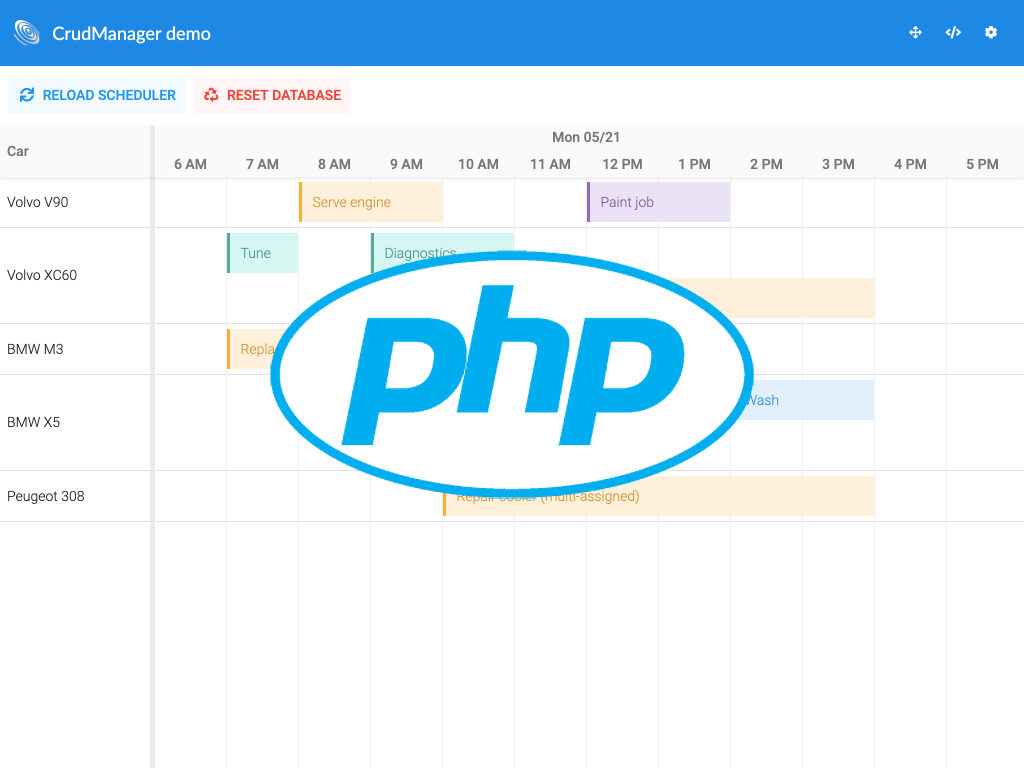 CrudManager demo
RELOAD SCHEDULER RESET DATABASE
Car
Mon 05/21
6 AM 7 AM 8 AM 9 AM 10 AM 11 AM 12 PM 1 PM 2 PM 3 PM 4 PM 5 PM
Volvo V90 Serve engine Paint job
Tune Diagnostics
Volvo XC60
BMW M3
php
Wash
BMW X5
Peugeot 308 Repair cooler (multi-assigned)